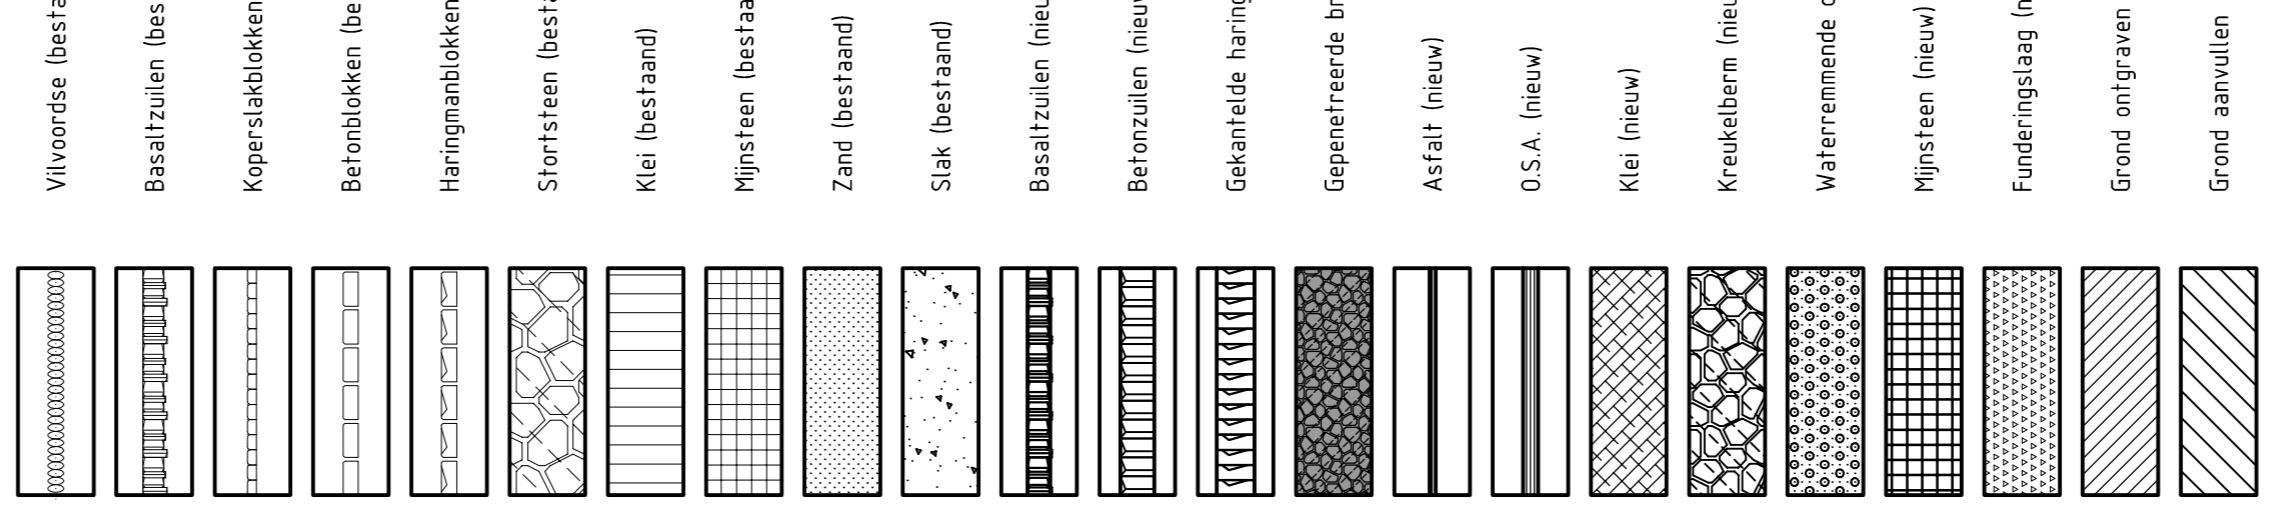 Vilvoordse (besta
Basaltzuilen (bes
Koperslakblokken
Betonblokken (be
Haringmanblokken
Stortsteen (besta
Klei (bestaand)
Mijnsteen (bestaa
Zand (bestaand)
Slak (bestaand)
Basaltzuilen (nieu
Betonzuilen (nieuw
Gekantelde haring
Gepenetreerde br
Asfalt (nieuw)
O.S.A. (nieuw)
Klei (nieuw)
Kreukelberm (nieu
Waterremmende o
Mijnsteen (nieuw)
Funderingslaag (n
Grond ontgraven
Grond aanvullen